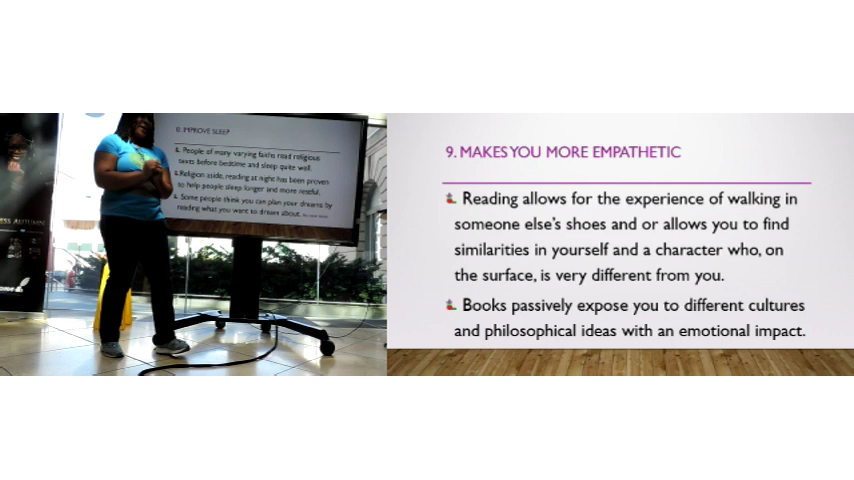 8. IMPROVE SLEEP
People of many varying faiths read religious
texts before bedtime and sleep quite well.
Religion aside, reading at night has been proven
to help people sleep longer and more restful.
Some people think you can plan your dreams by
reading what you want to dream about.
9. MAKES YOU MORE EMPATHETIC
Reading allows for the experience of walking in
someone else's shoes and or allows you to find
similarities in yourself and a character who, on
the surface, is very different from you.
Books passively expose you to different cultures
and philosophical ideas with an emotional impact.
AUTUMN